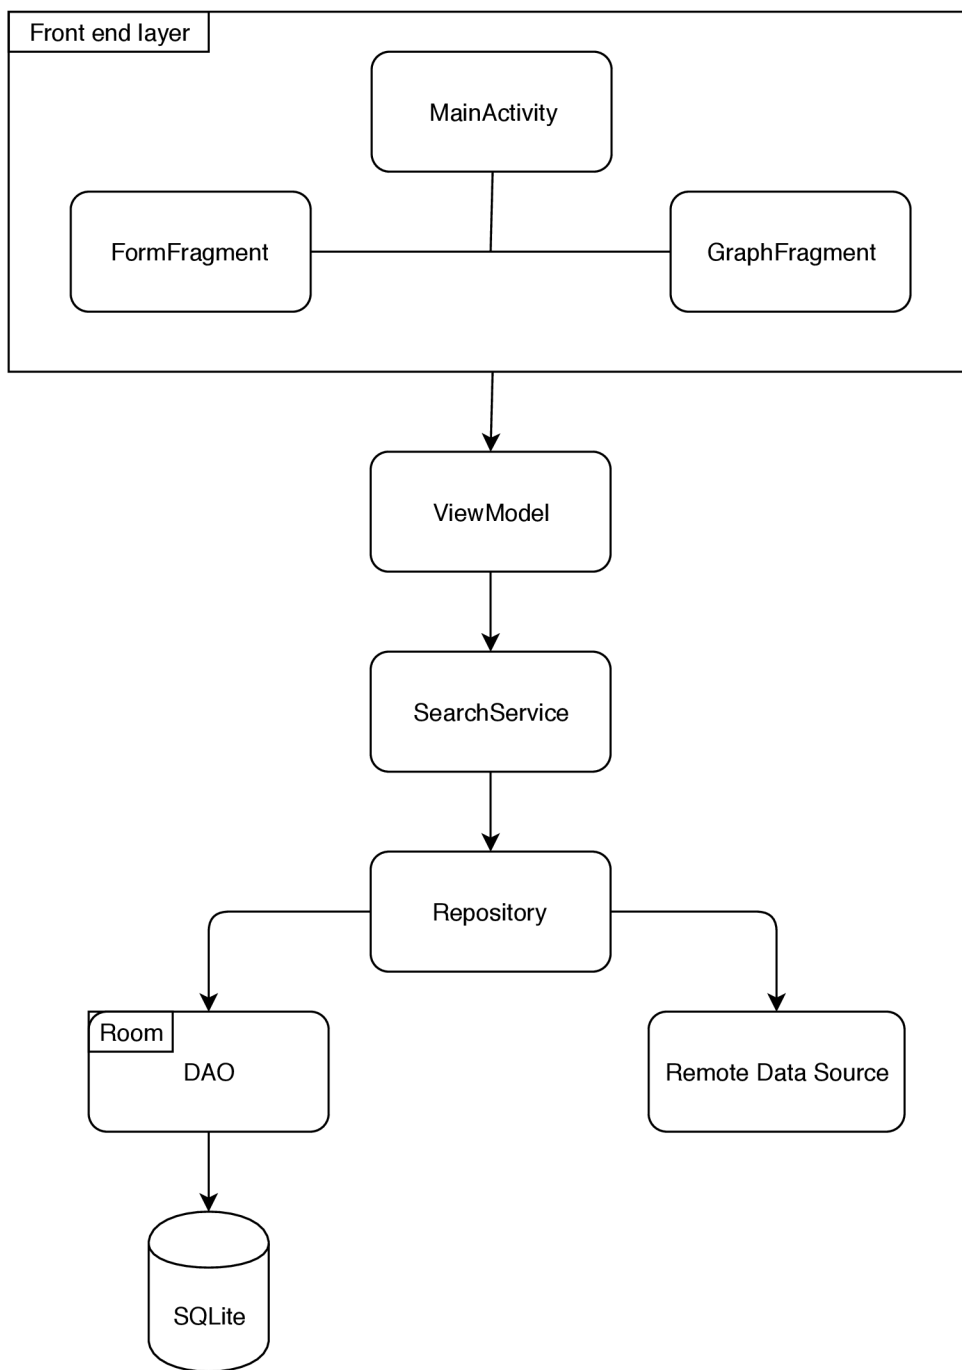 Front end layer
MainActivity
FormFragment
GraphFragment
ViewModel
SearchService
Repository
Room
DAO
Remote Data Source
SQLite